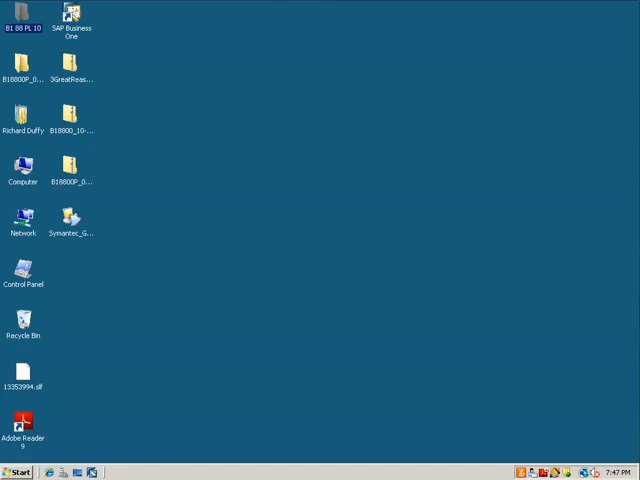 B1 88 PL 10
SAP Business
One
B18800P_0...
3GreatReas...
Richard Duffy
B18800_10-...
Computer
B18800P_0...
Network
Symantec_G...
Control Panel
Recycle Bin
13353994.slf
Adobe Reader
9
Start
7:47 PM